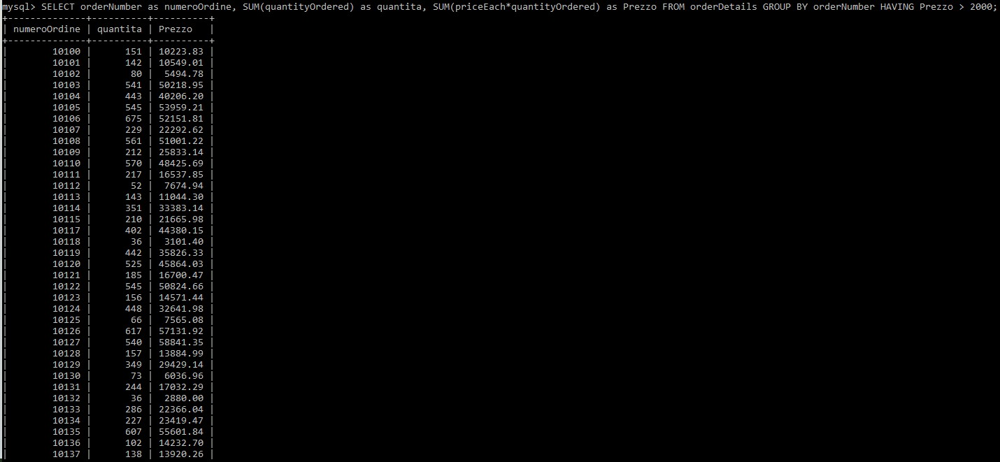 mysql> SELECT orderNumber as numeroOrdine, SUM(quantityOrdered) as quantita, SUM(priceEach*quantityOrdered) as Prezzo FROM orderDetails GROUP BY orderNumber HAVING Prezzo > 2000;
+--------------+----------+----------+
| numeroOrdine | quantita | Prezzo   |
+--------------+----------+----------+
|        10100 |      151 | 10223.83 |
|        10101 |      142 | 10549.01 |
|        10102 |       80 |  5494.78 |
|        10103 |      541 | 50218.95 |
|        10104 |      443 | 40206.20 |
|        10105 |      545 | 53959.21 |
|        10106 |      675 | 52151.81 |
|        10107 |      229 | 22292.62 |
|        10108 |      561 | 51001.22 |
|        10109 |      212 | 25833.14 |
|        10110 |      570 | 48425.69 |
|        10111 |      217 | 16537.85 |
|        10112 |       52 |  7674.94 |
|        10113 |      143 | 11044.30 |
|        10114 |      351 | 33383.14 |
|        10115 |      210 | 21665.98 |
|        10117 |      402 | 44380.15 |
|        10118 |       36 |  3101.40 |
|        10119 |      442 | 35826.33 |
|        10120 |      525 | 45864.03 |
|        10121 |      185 | 16700.47 |
|        10122 |      545 | 50824.66 |
|        10123 |      156 | 14571.44 |
|        10124 |      448 | 32641.98 |
|        10125 |       66 |  7565.08 |
|        10126 |      617 | 57131.92 |
|        10127 |      540 | 58841.35 |
|        10128 |      157 | 13884.99 |
|        10129 |      349 | 29429.14 |
|        10130 |       73 |  6036.96 |
|        10131 |      244 | 17032.29 |
|        10132 |       36 |  2880.00 |
|        10133 |      286 | 22366.04 |
|        10134 |      227 | 23419.47 |
|        10135 |      607 | 55601.84 |
|        10136 |      102 | 14232.70 |
|        10137 |      138 | 13920.26 |